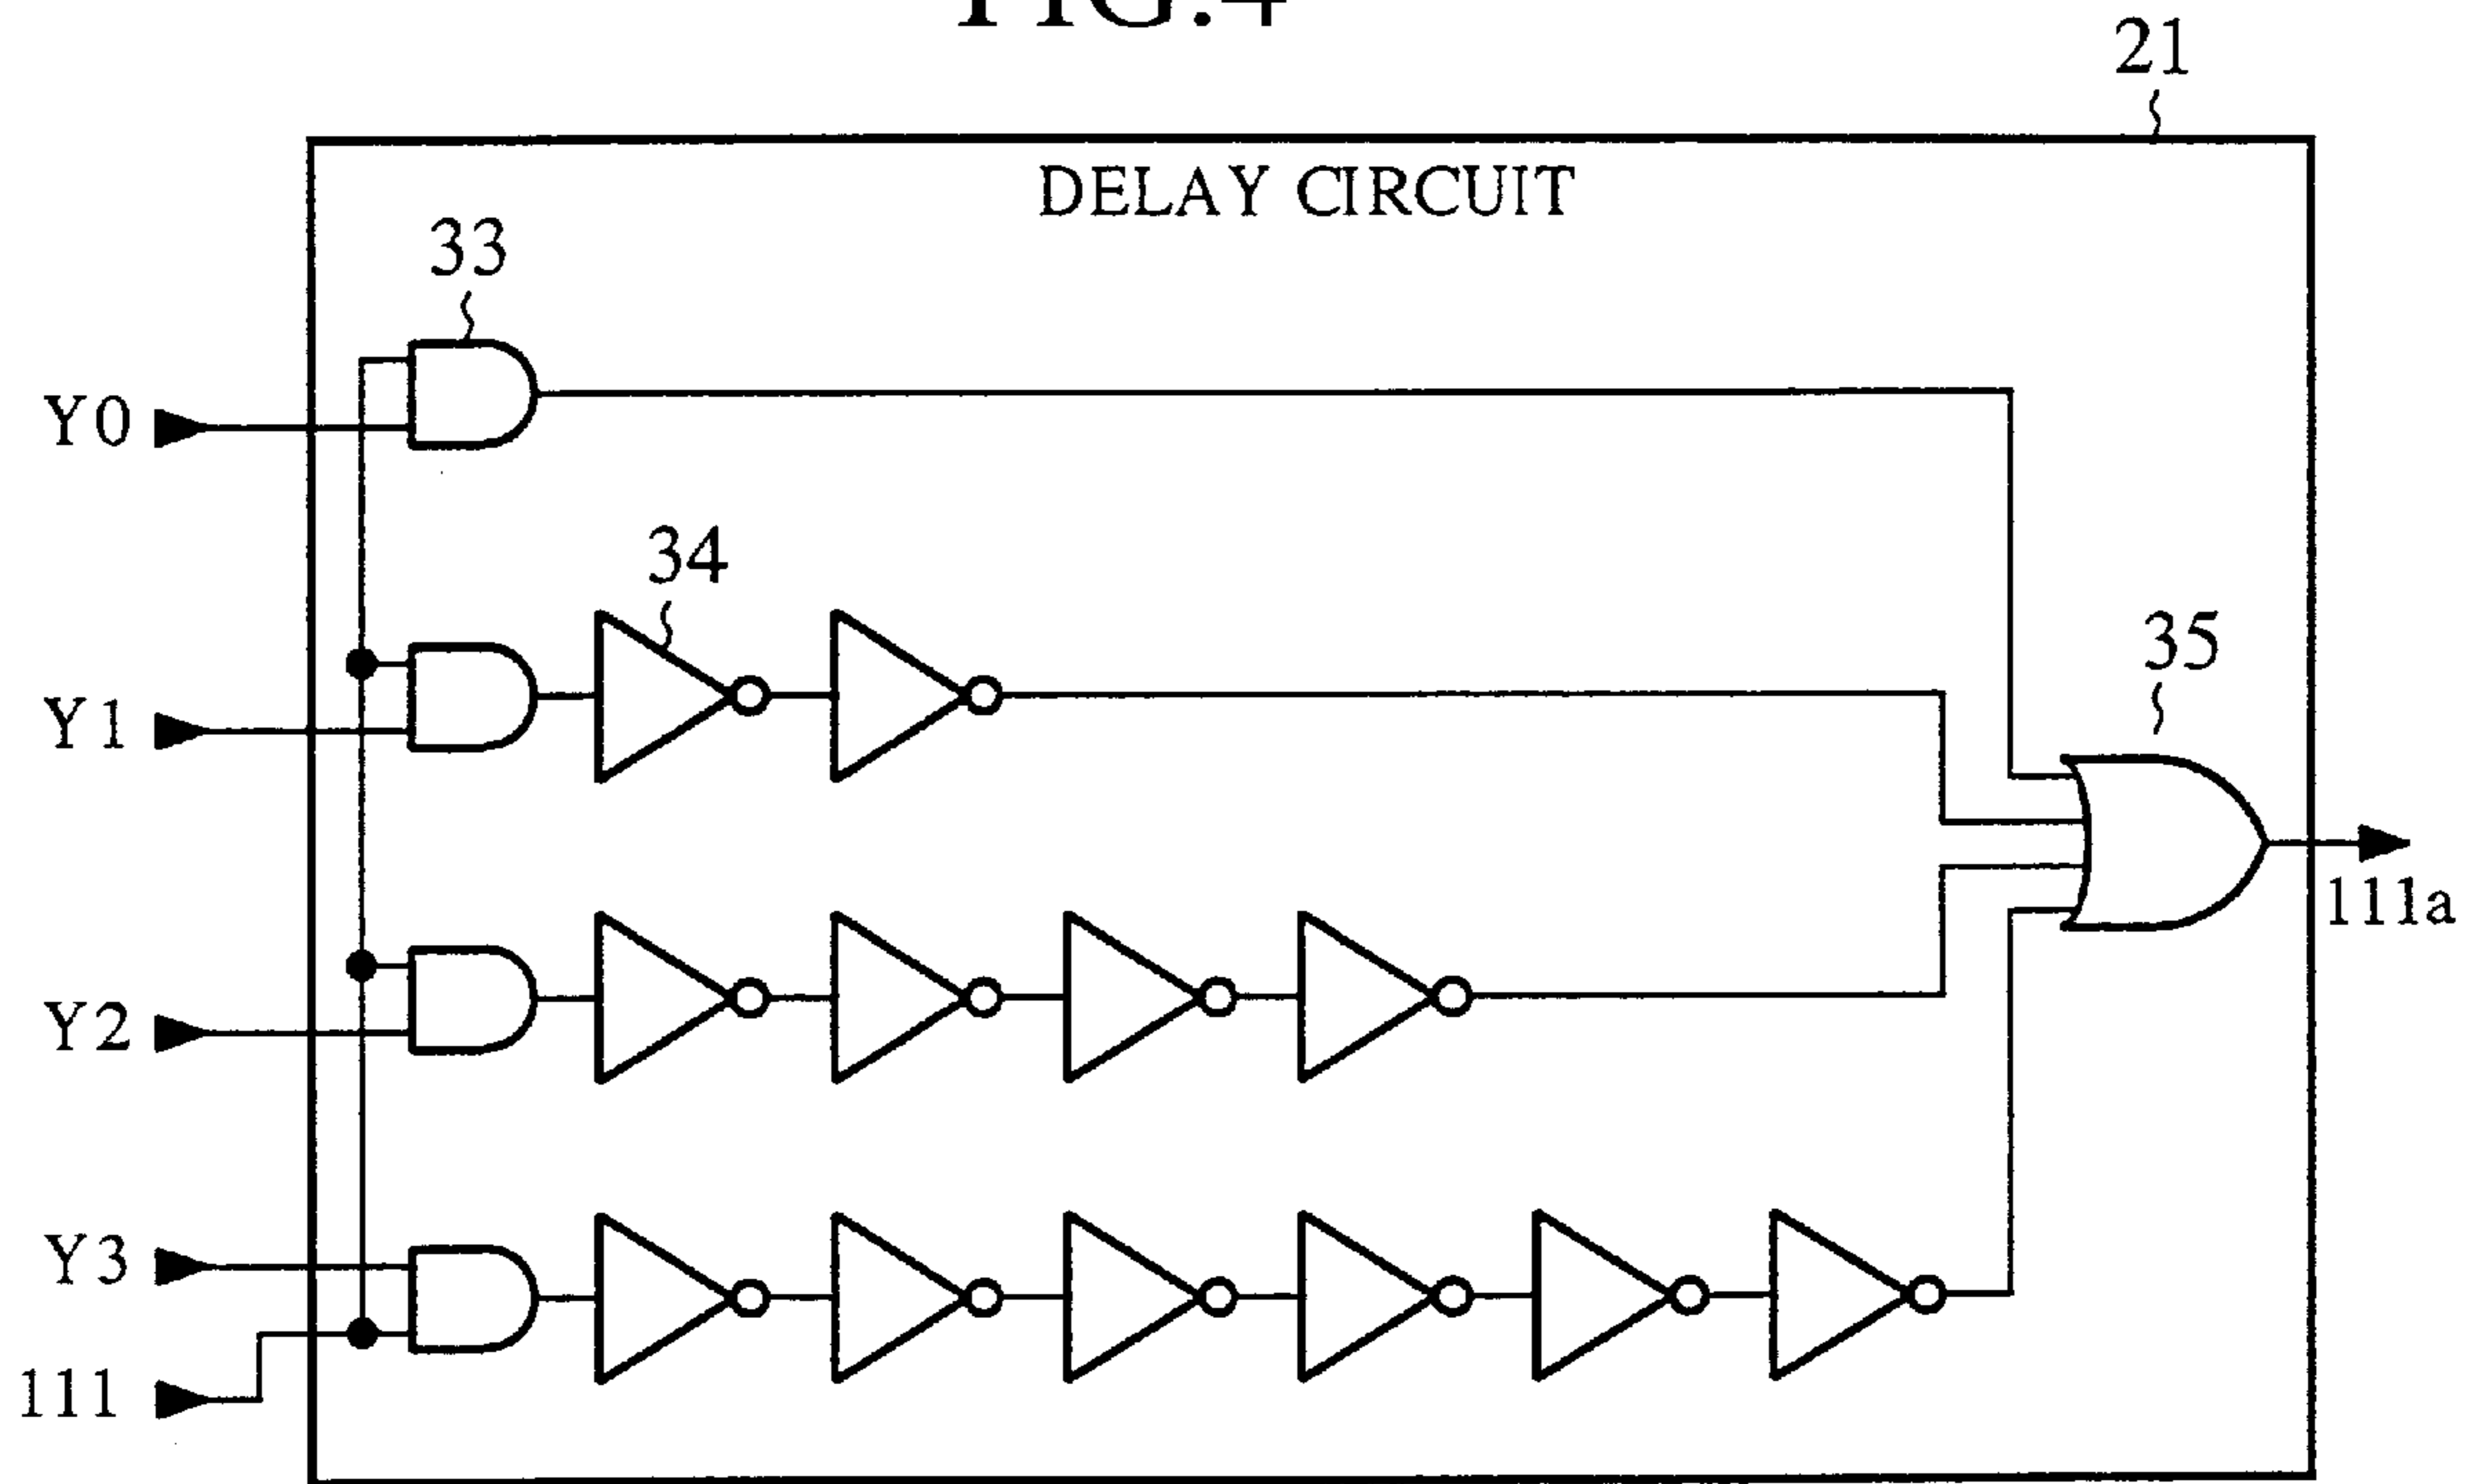 FIG.4
21
DELAY CIRCUIT
33
Y0
34
Y1
35
111a
Y2
Y3
111